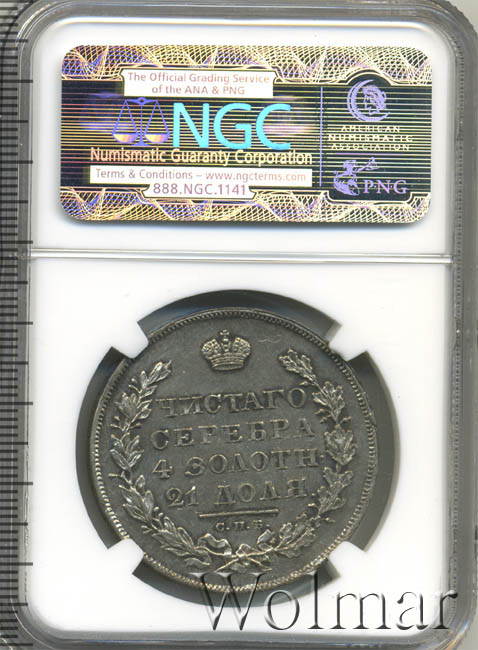 The Official Grading Service
of the ANA & PNG
NGC
Numismatic Guaranty Corporation
Terms & Conditions – www.ngcterms.com
888.NGC.1141
AMERICAN
NUMISMATIC
ASSOCIATION
PNG
ЧИСТАГО
СЕРЕБРА
4 ЗОЛОТН
21 ДОЛЯ
С.П.Б.
Wolmar